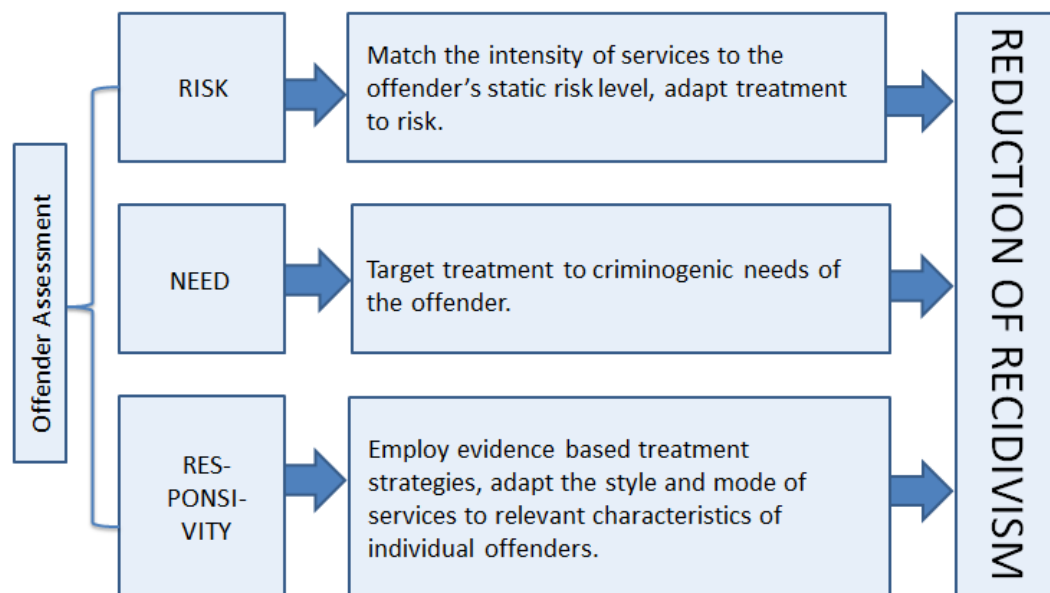 Offender Assessment
RISK
Match the intensity of services to the
offender’s static risk level, adapt treatment
to risk.
NEED
Target treatment to criminogenic needs of
the offender.
RES-
PONSI-
VITY
Employ evidence based treatment
strategies, adapt the style and mode of
services to relevant characteristics of
individual offenders.
REDUCTION OF RECIDIVISM